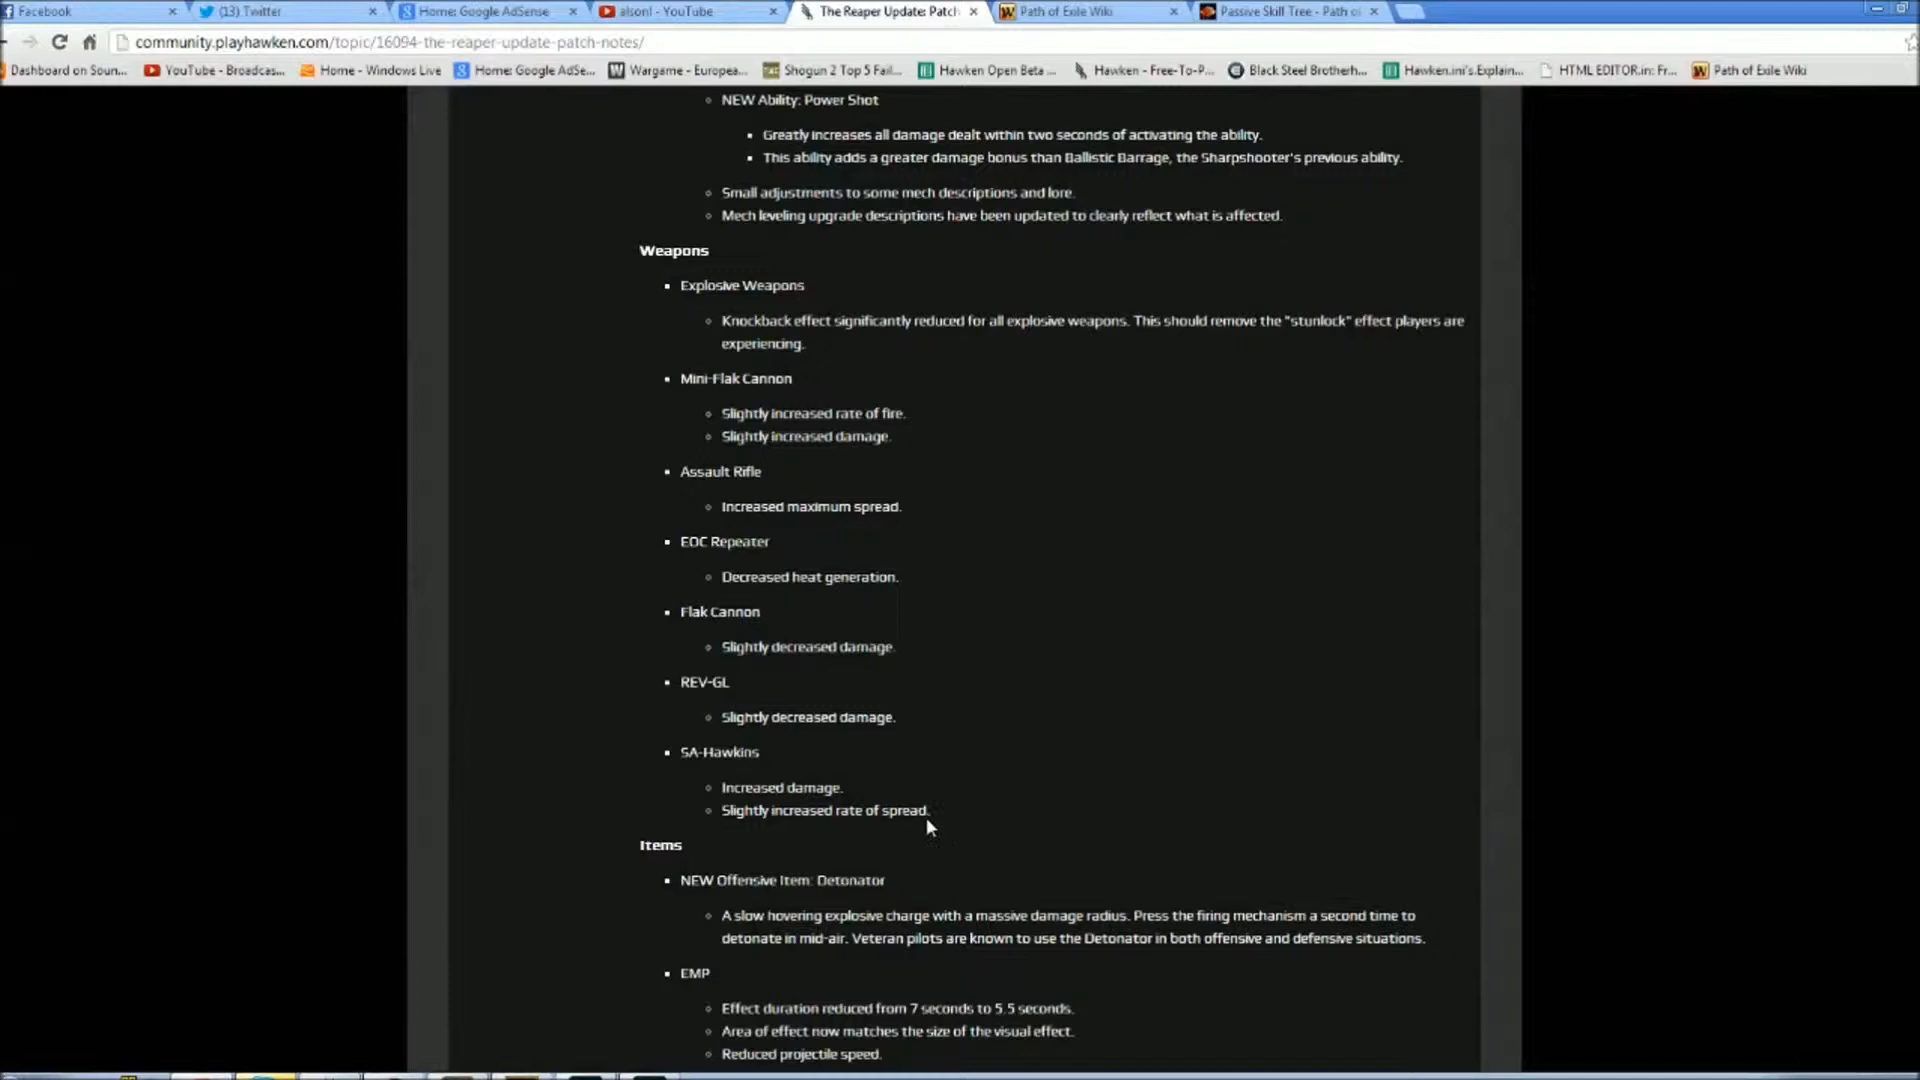 Facebook
(13) Twitter
Home: Google AdSense
alsonl - YouTube
The Reaper Update: Patch
Path of Exile Wiki
Passive Skill Tree - Path of
community.playhawken.com/topic/16094-the-reaper-update-patch-notes/
Dashboard on Soun...
YouTube - Broadcas...
Home - Windows Live
Home: Google AdSe...
Wargame - Europea...
Shogun 2 Top 5 Fail...
Hawken Open Beta ...
Hawken - Free-To-P...
Black Steel Brotherh...
Hawken.ini's.Explain...
HTML EDITOR.in: Fr...
Path of Exile Wiki
NEW Ability: Power Shot
Greatly increases all damage dealt within two seconds of activating the ability.
This ability adds a greater damage bonus than Ballistic Barrage, the Sharpshooter's previous ability.
Small adjustments to some mech descriptions and lore.
Mech leveling upgrade descriptions have been updated to clearly reflect what is affected.
Weapons
Explosive Weapons
Knockback effect significantly reduced for all explosive weapons. This should remove the "stunlock" effect players are
experiencing.
Mini-Flak Cannon
Slightly increased rate of fire.
Slightly increased damage.
Assault Rifle
Increased maximum spread.
EOC Repeater
Decreased heat generation.
Flak Cannon
Slightly decreased damage.
REV-GL
Slightly decreased damage.
SA-Hawkins
Increased damage.
Slightly increased rate of spread.
Items
NEW Offensive Item: Detonator
A slow hovering explosive charge with a massive damage radius. Press the firing mechanism a second time to
detonate in mid-air. Veteran pilots are known to use the Detonator in both offensive and defensive situations.
EMP
Effect duration reduced from 7 seconds to 5.5 seconds.
Area of effect now matches the size of the visual effect.
Reduced projectile speed.